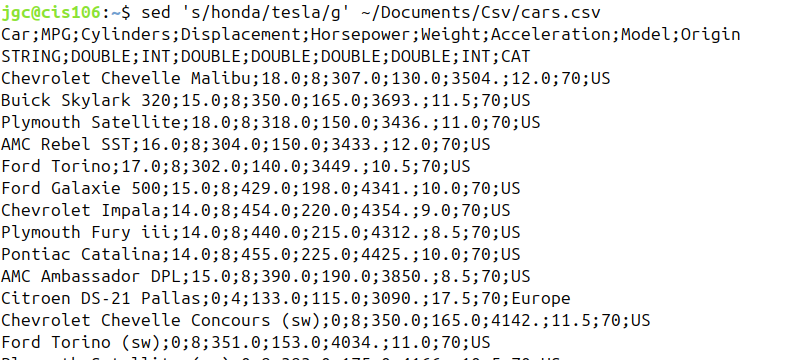 jgc@cis106:~$ sed 's/honda/tesla/g' ~/Documents/Csv/cars.csv
Car;MPG;Cylinders;Displacement;Horsepower;Weight;Acceleration;Model;Origin
STRING;DOUBLE;INT;DOUBLE;DOUBLE;DOUBLE;DOUBLE;INT;CAT
Chevrolet Chevelle Malibu;18.0;8;307.0;130.0;3504.;12.0;70;US
Buick Skylark 320;15.0;8;350.0;165.0;3693.;11.5;70;US
Plymouth Satellite;18.0;8;318.0;150.0;3436.;11.0;70;US
AMC Rebel SST;16.0;8;304.0;150.0;3433.;12.0;70;US
Ford Torino;17.0;8;302.0;140.0;3449.;10.5;70;US
Ford Galaxie 500;15.0;8;429.0;198.0;4341.;10.0;70;US
Chevrolet Impala;14.0;8;454.0;220.0;4354.;9.0;70;US
Plymouth Fury iii;14.0;8;440.0;215.0;4312.;8.5;70;US
Pontiac Catalina;14.0;8;455.0;225.0;4425.;10.0;70;US
AMC Ambassador DPL;15.0;8;390.0;190.0;3850.;8.5;70;US
Citroen DS-21 Pallas;0;4;133.0;115.0;3090.;17.5;70;Europe
Chevrolet Chevelle Concours (sw);0;8;350.0;165.0;4142.;11.5;70;US
Ford Torino (sw);0;8;351.0;153.0;4034.;11.0;70;US